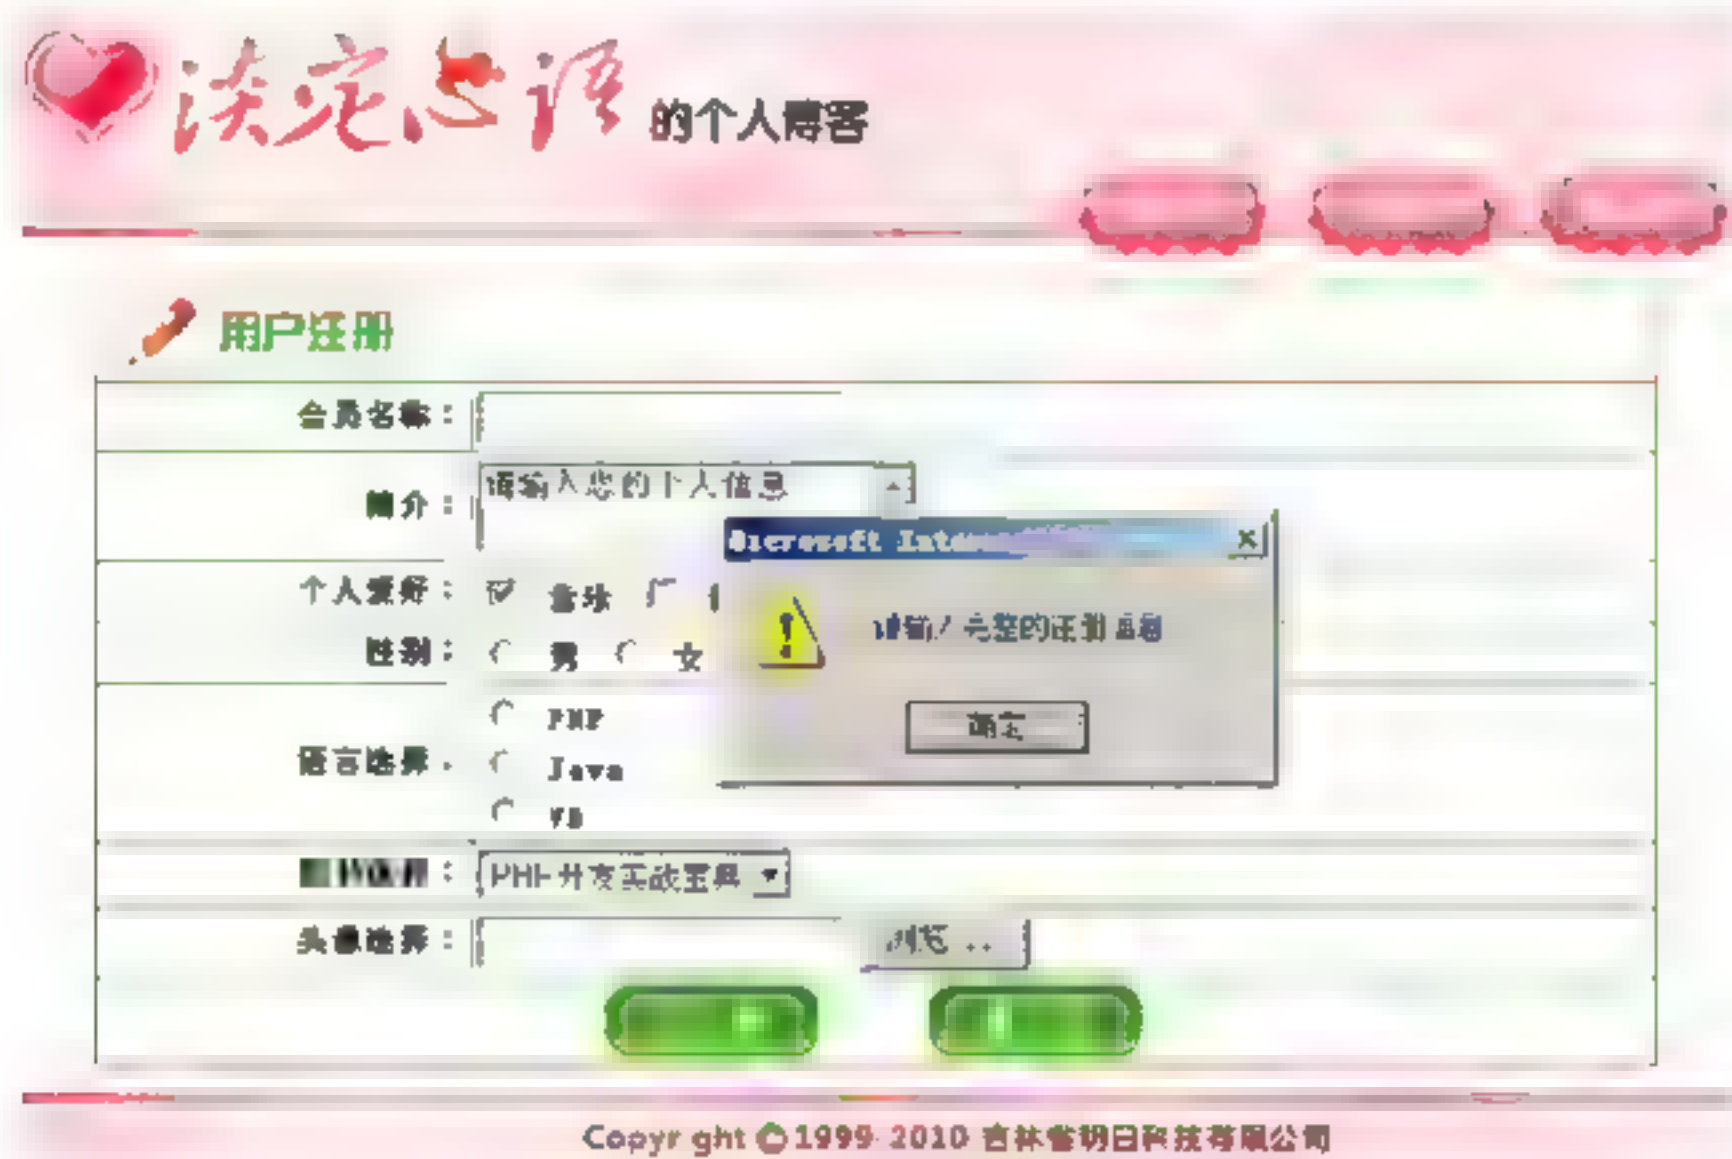 淡定心语 的个人博客
用户注册
会员名称：
简介： 请输入您的个人信息
Microsoft
请输入完整的注册信息
确定
个人爱好： 音乐
性别： 男 女
语言选择： PHP
Java
VB
PHP开发实战宝典
头像选择： 浏览...
Copyright © 1999-2010 吉林省明日科技有限公司